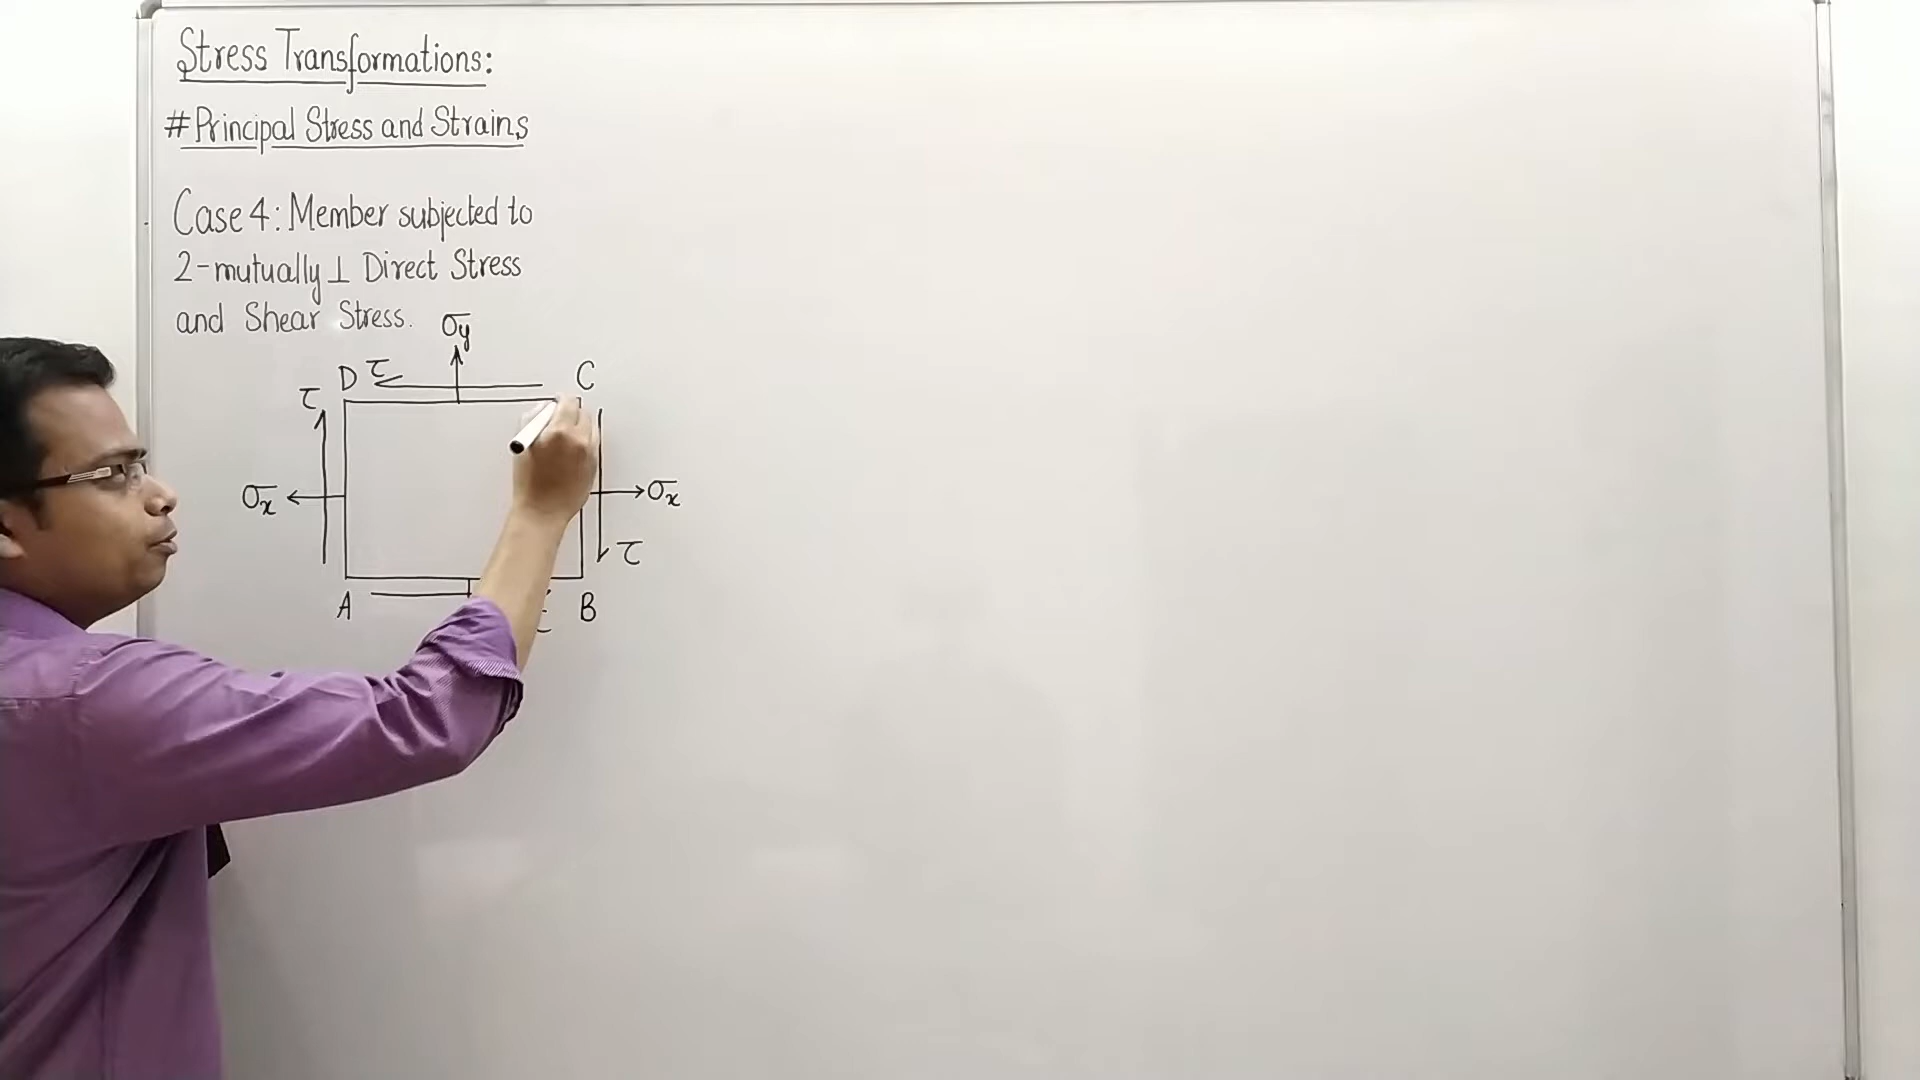 Stress Transformations:
# Principal Stress and Strains
Case 4: Member subjected to
2-mutually ⊥ Direct Stress
and Shear Stress.
σy
D τ C
τ
σx σx
τ
A B